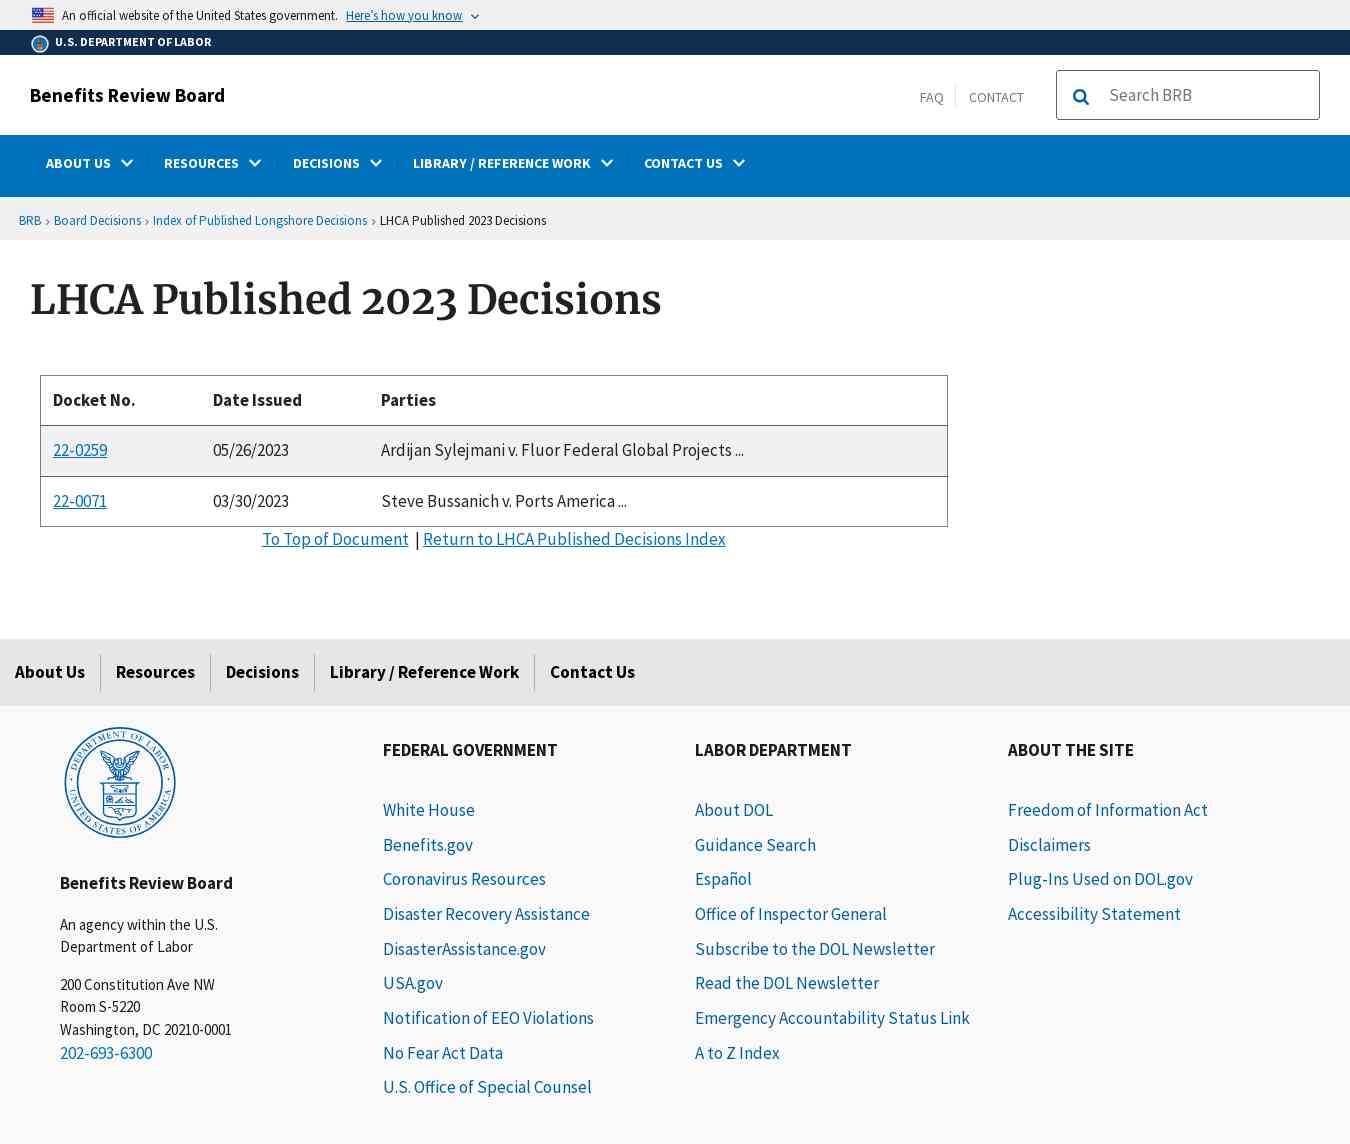 An official website of the United States government. Here’s how you know
U.S. DEPARTMENT OF LABOR
Benefits Review Board
FAQ
CONTACT
Search BRB
ABOUT US
RESOURCES
DECISIONS
LIBRARY / REFERENCE WORK
CONTACT US
BRB › Board Decisions › Index of Published Longshore Decisions › LHCA Published 2023 Decisions
LHCA Published 2023 Decisions
Docket No. Date Issued Parties
22-0259 05/26/2023 Ardijan Sylejmani v. Fluor Federal Global Projects ...
22-0071 03/30/2023 Steve Bussanich v. Ports America ...
To Top of Document | Return to LHCA Published Decisions Index
About Us
Resources
Decisions
Library / Reference Work
Contact Us
DEPARTMENT OF LABOR
UNITED STATES OF AMERICA
Benefits Review Board
An agency within the U.S.
Department of Labor
200 Constitution Ave NW
Room S-5220
Washington, DC 20210-0001
202-693-6300
FEDERAL GOVERNMENT
White House
Benefits.gov
Coronavirus Resources
Disaster Recovery Assistance
DisasterAssistance.gov
USA.gov
Notification of EEO Violations
No Fear Act Data
U.S. Office of Special Counsel
LABOR DEPARTMENT
About DOL
Guidance Search
Español
Office of Inspector General
Subscribe to the DOL Newsletter
Read the DOL Newsletter
Emergency Accountability Status Link
A to Z Index
ABOUT THE SITE
Freedom of Information Act
Disclaimers
Plug-Ins Used on DOL.gov
Accessibility Statement